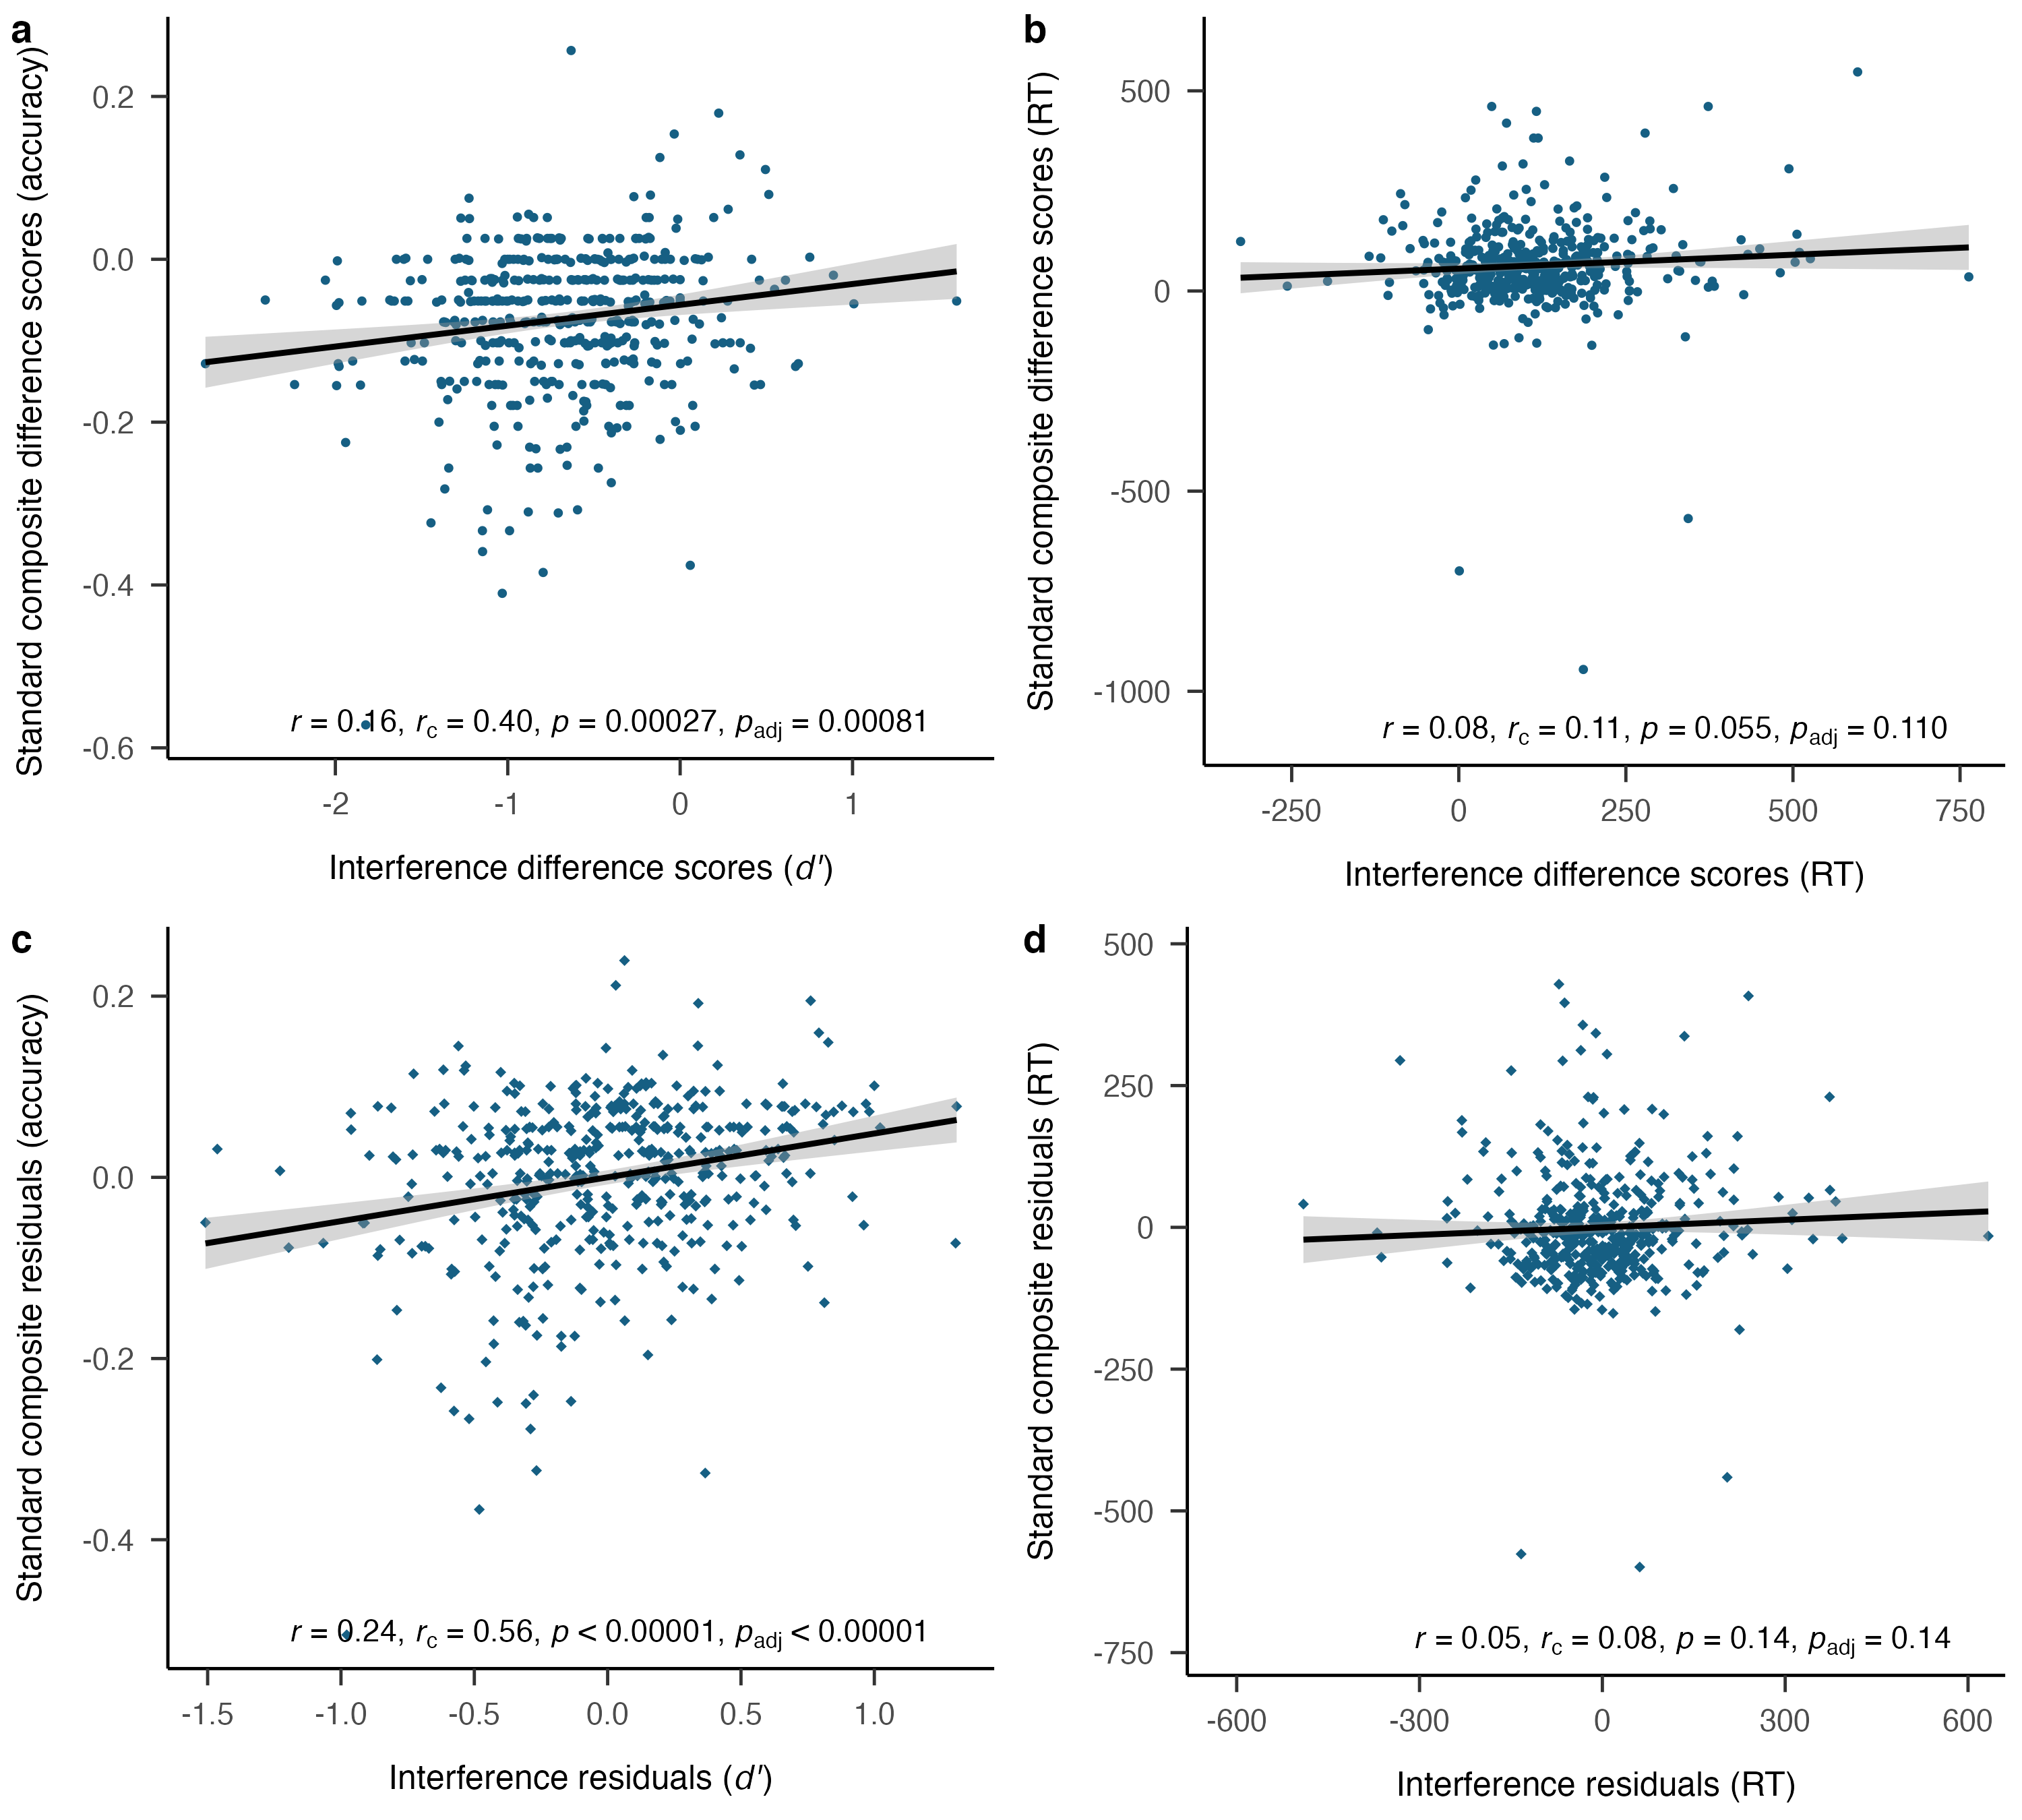 a
Standard composite difference scores (accuracy)
0.2
0.0
-0.2
-0.4
-0.6
r = 0.16, rc = 0.40, p = 0.00027, padj = 0.00081
-2 -1 0 1
Interference difference scores (d')
b
Standard composite difference scores (RT)
500
0
-500
-1000
r = 0.08, rc = 0.11, p = 0.055, padj = 0.110
-250 0 250 500 750
Interference difference scores (RT)
c
Standard composite residuals (accuracy)
0.2
0.0
-0.2
-0.4
r = 0.24, rc = 0.56, p < 0.00001, padj < 0.00001
-1.5 -1.0 -0.5 0.0 0.5 1.0
Interference residuals (d')
d
Standard composite residuals (RT)
500
250
0
-250
-500
-750
r = 0.05, rc = 0.08, p = 0.14, padj = 0.14
-600 -300 0 300 600
Interference residuals (RT)